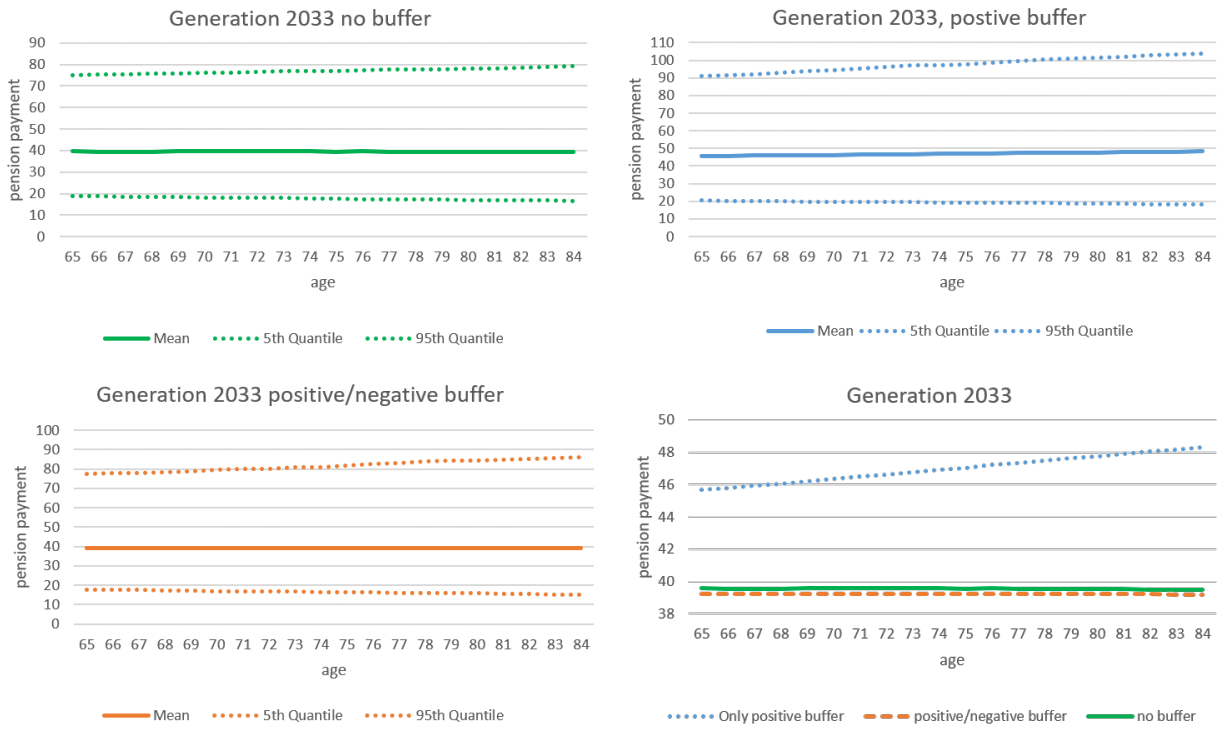 Generation 2033 no buffer
90
80
70
60
50
40
30
20
10
0
pension payment
65 66 67 68 69 70 71 72 73 74 75 76 77 78 79 80 81 82 83 84
age
Mean 5th Quantile 95th Quantile
Generation 2033, postive buffer
110
100
90
80
70
60
50
40
30
20
10
0
pension payment
65 66 67 68 69 70 71 72 73 74 75 76 77 78 79 80 81 82 83 84
age
Mean 5th Quantile 95th Quantile
Generation 2033 positive/negative buffer
100
90
80
70
60
50
40
30
20
10
0
pension payment
65 66 67 68 69 70 71 72 73 74 75 76 77 78 79 80 81 82 83 84
age
Mean 5th Quantile 95th Quantile
Generation 2033
50
48
46
44
42
40
38
pension payment
65 66 67 68 69 70 71 72 73 74 75 76 77 78 79 80 81 82 83 84
age
Only positive buffer positive/negative buffer no buffer